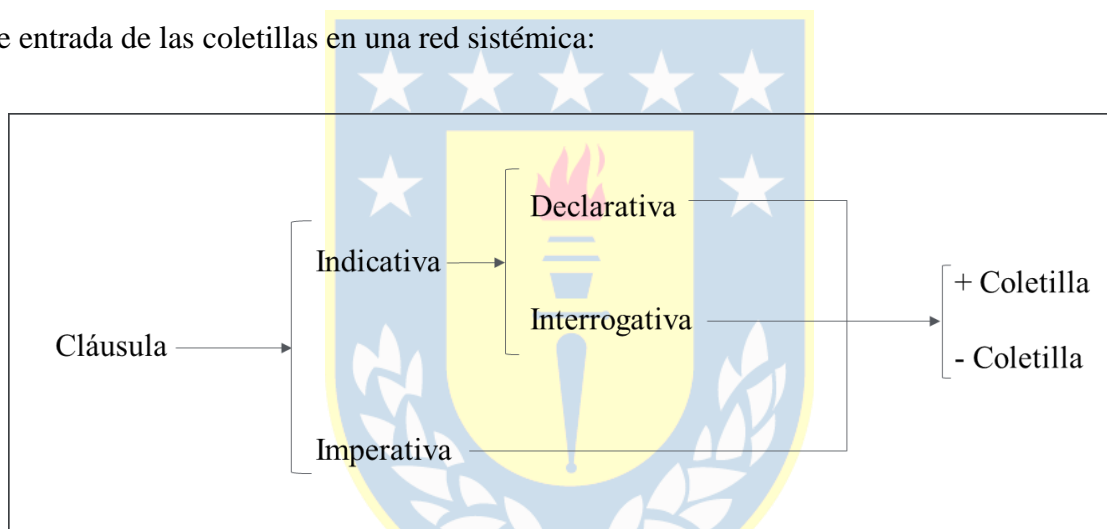 e entrada de las coletillas en una red sistémica:
Declarativa
Indicativa
+ Coletilla
Interrogativa
Cláusula
- Coletilla
Imperativa